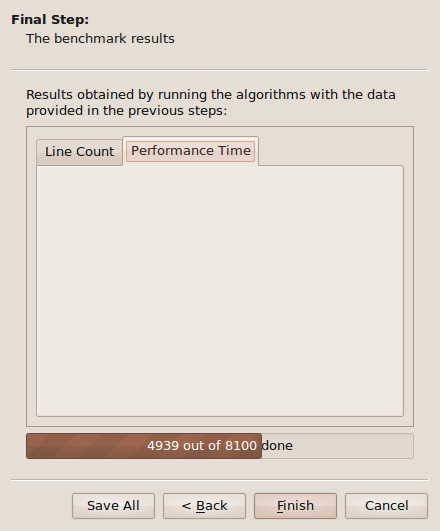 Final Step:
The benchmark results
Results obtained by running the algorithms with the data
provided in the previous steps:
Line Count Performance Time
4939 out of 8100 done
Save All < Back Finish Cancel